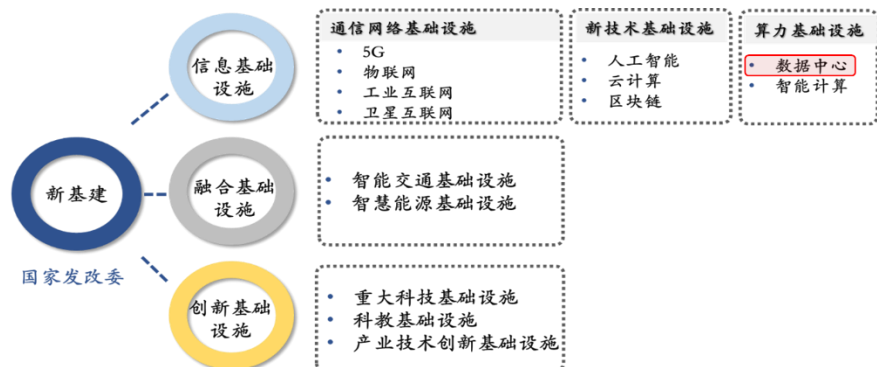 信息基础
设施
通信网络基础设施
5G
物联网
工业互联网
卫星互联网
新技术基础设施
人工智能
云计算
区块链
算力基础设施
数据中心
智能计算
新基建
国家发改委
融合基础
设施
智能交通基础设施
智慧能源基础设施
创新基础
设施
重大科技基础设施
科教基础设施
产业技术创新基础设施